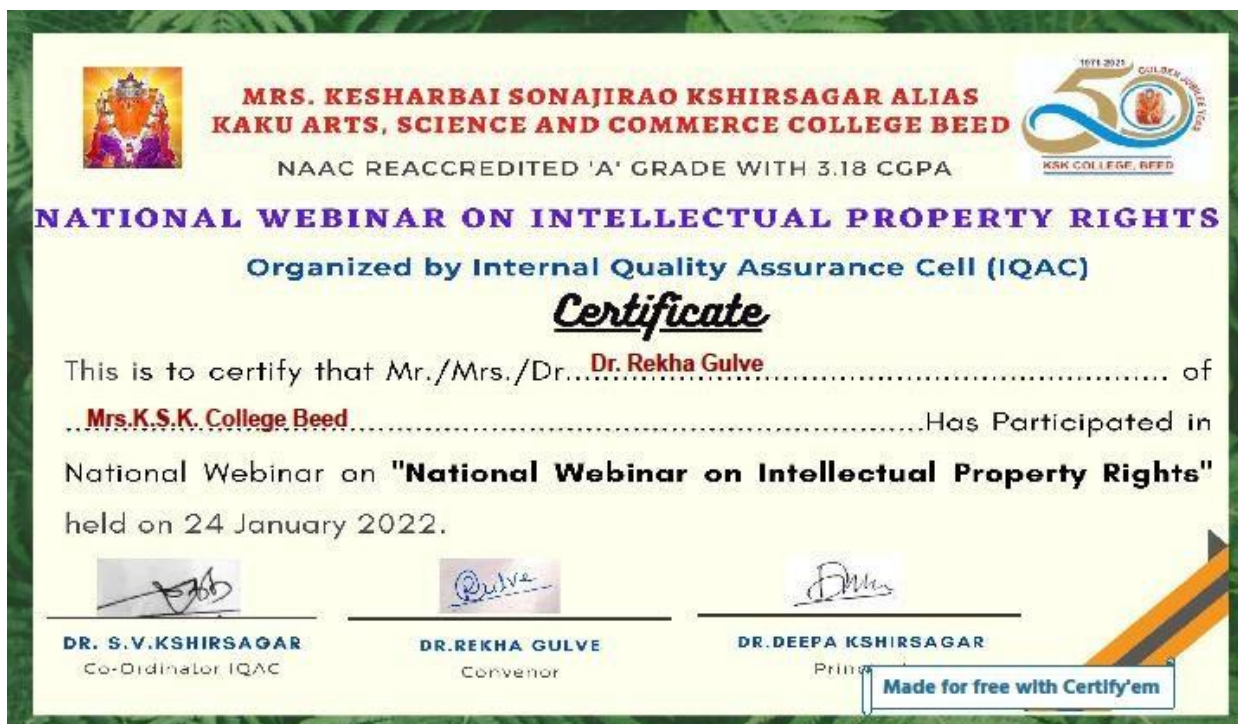 1971-2021
GOLDEN JUBILEE YEAR
50
KSK COLLEGE, BEED
MRS. KESHARBAI SONAJIRAO KSHIRSAGAR ALIAS
KAKU ARTS, SCIENCE AND COMMERCE COLLEGE BEED
NAAC REACCREDITED 'A' GRADE WITH 3.18 CGPA
NATIONAL WEBINAR ON INTELLECTUAL PROPERTY RIGHTS
Organized by Internal Quality Assurance Cell (IQAC)
Certificate
This is to certify that Mr./Mrs./Dr...Dr. Rekha Gulve.......................................................... of
...Mrs.K.S.K. College Beed..................................................................Has Participated in
National Webinar on "National Webinar on Intellectual Property Rights"
held on 24 January 2022.
Gulve
DR. S.V.KSHIRSAGAR DR.REKHA GULVE DR.DEEPA KSHIRSAGAR
Co-Ordinator IQAC Convenor
Made for free with Certify'em